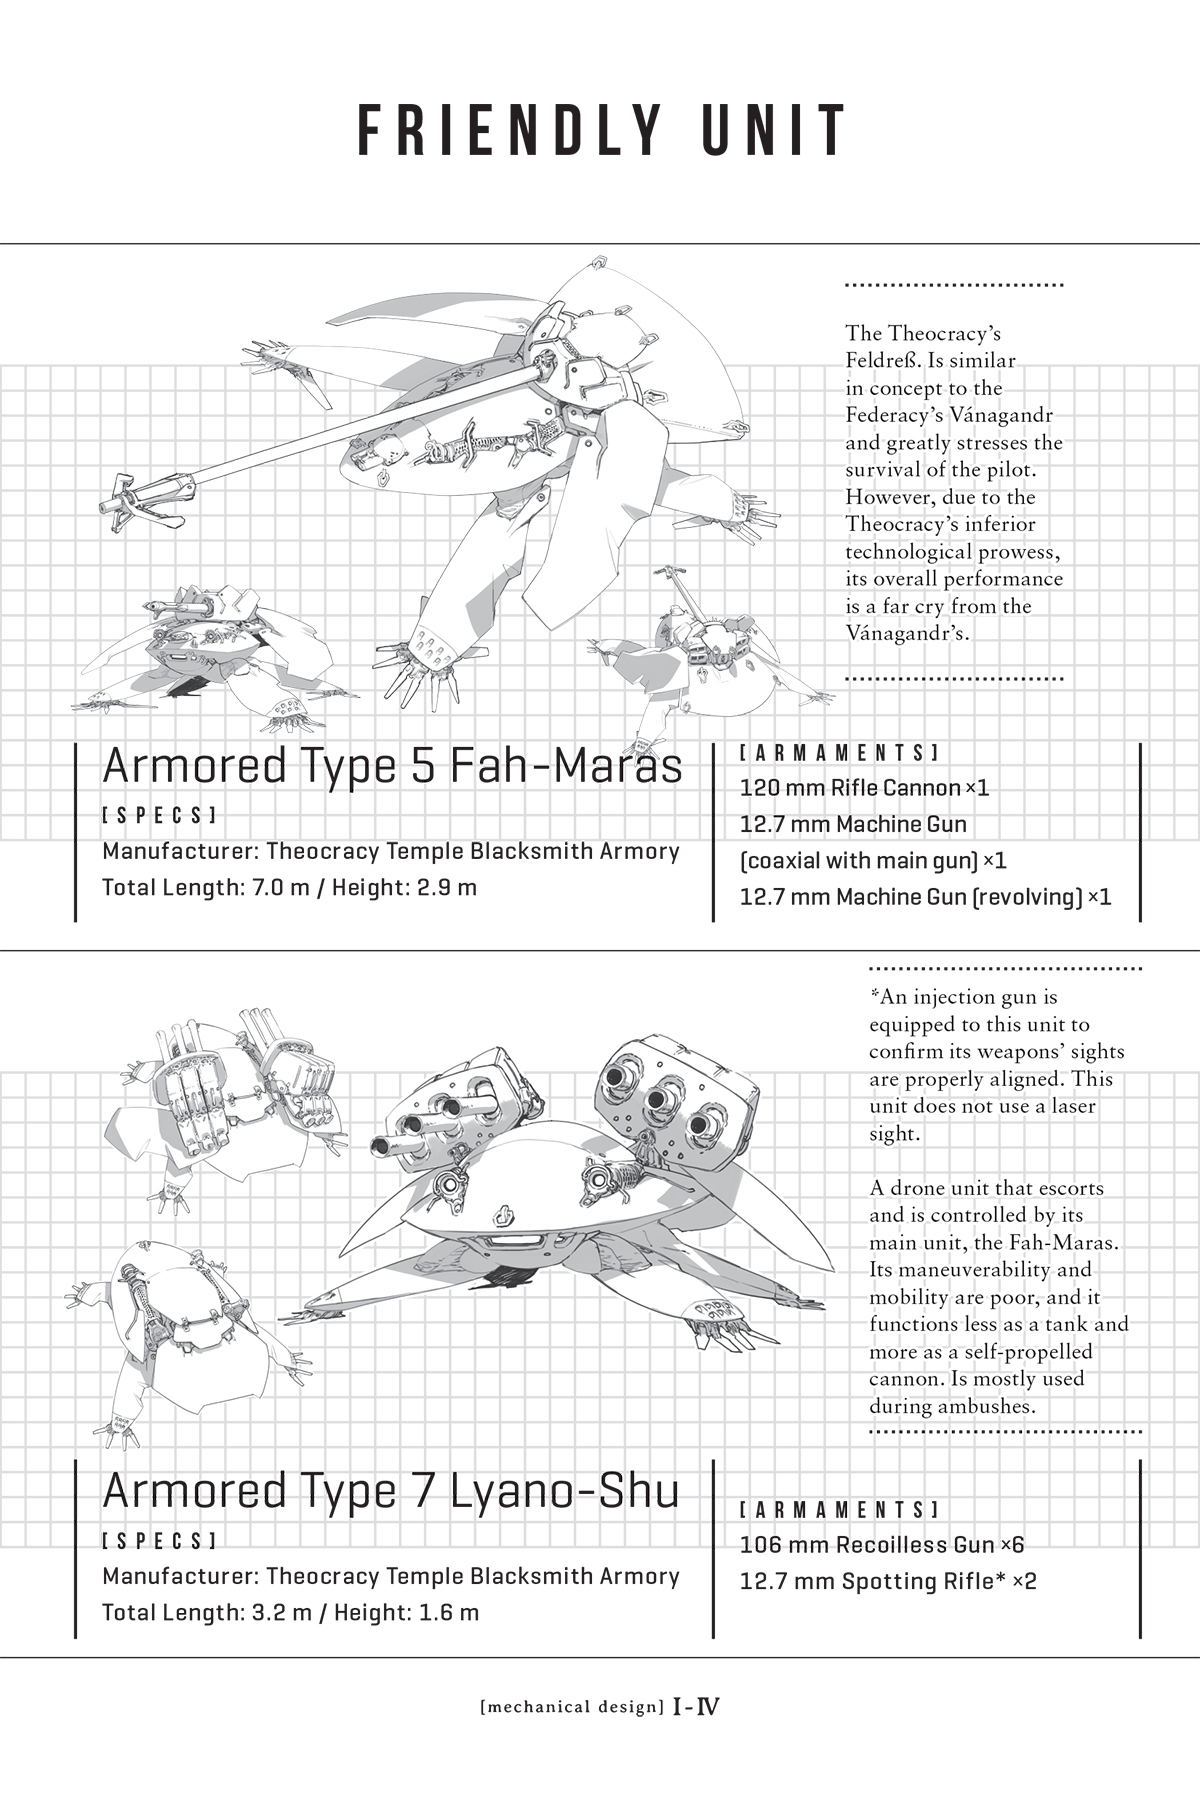 FRIENDLY UNIT
The Theocracy's
Feldreß. Is similar
in concept to the
Federacy's Vánagandr
and greatly stresses the
survival of the pilot.
However, due to the
Theocracy's inferior
technological prowess,
its overall performance
is a far cry from the
Vánagandr's.
Armored Type 5 Fah-Maras
[SPECS]
Manufacturer: Theocracy Temple Blacksmith Armory
Total Length: 7.0 m / Height: 2.9 m
[ARMAMENTS]
120 mm Rifle Cannon ×1
12.7 mm Machine Gun
(coaxial with main gun) ×1
12.7 mm Machine Gun (revolving) ×1
*An injection gun is
equipped to this unit to
confirm its weapons' sights
are properly aligned. This
unit does not use a laser
sight.
A drone unit that escorts
and is controlled by its
main unit, the Fah-Maras.
Its maneuverability and
mobility are poor, and it
functions less as a tank and
more as a self-propelled
cannon. Is mostly used
during ambushes.
Armored Type 7 Lyano-Shu
[SPECS]
Manufacturer: Theocracy Temple Blacksmith Armory
Total Length: 3.2 m / Height: 1.6 m
[ARMAMENTS]
106 mm Recoilless Gun ×6
12.7 mm Spotting Rifle* ×2
[mechanical design] I-IV